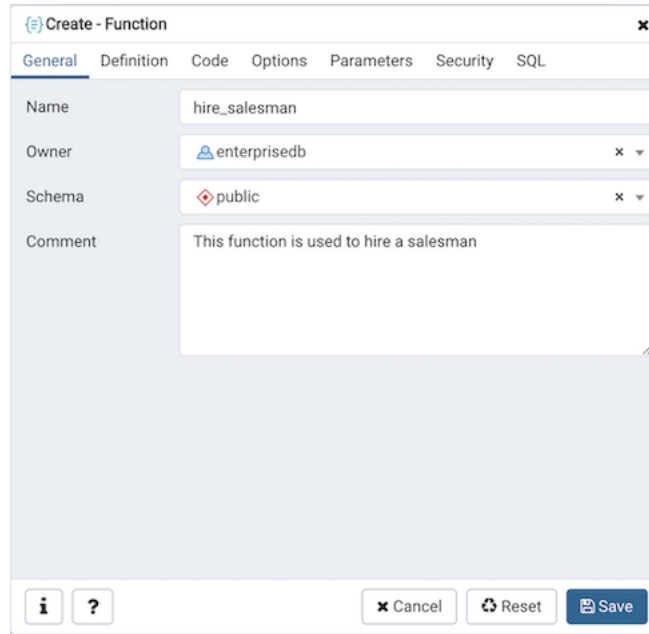 Create - Function
General Definition Code Options Parameters Security SQL
Name hire_salesman
Owner enterprisedb
Schema public
Comment This function is used to hire a salesman
i ? Cancel Reset Save